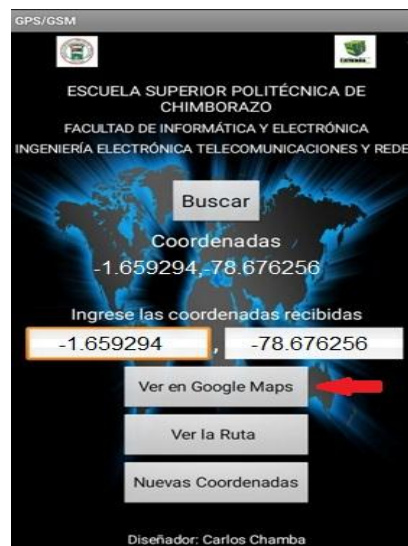 GPS/GSM
ESCUELA SUPERIOR POLITÉCNICA DE
CHIMBORAZO
FACULTAD DE INFORMÁTICA Y ELECTRÓNICA
INGENIERÍA ELECTRÓNICA TELECOMUNICACIONES Y REDE
Buscar
Coordenadas
-1.659294,-78.676256
Ingrese las coordenadas recibidas
-1.659294 , -78.676256
Ver en Google Maps
Ver la Ruta
Nuevas Coordenadas
Diseñador: Carlos Chamba